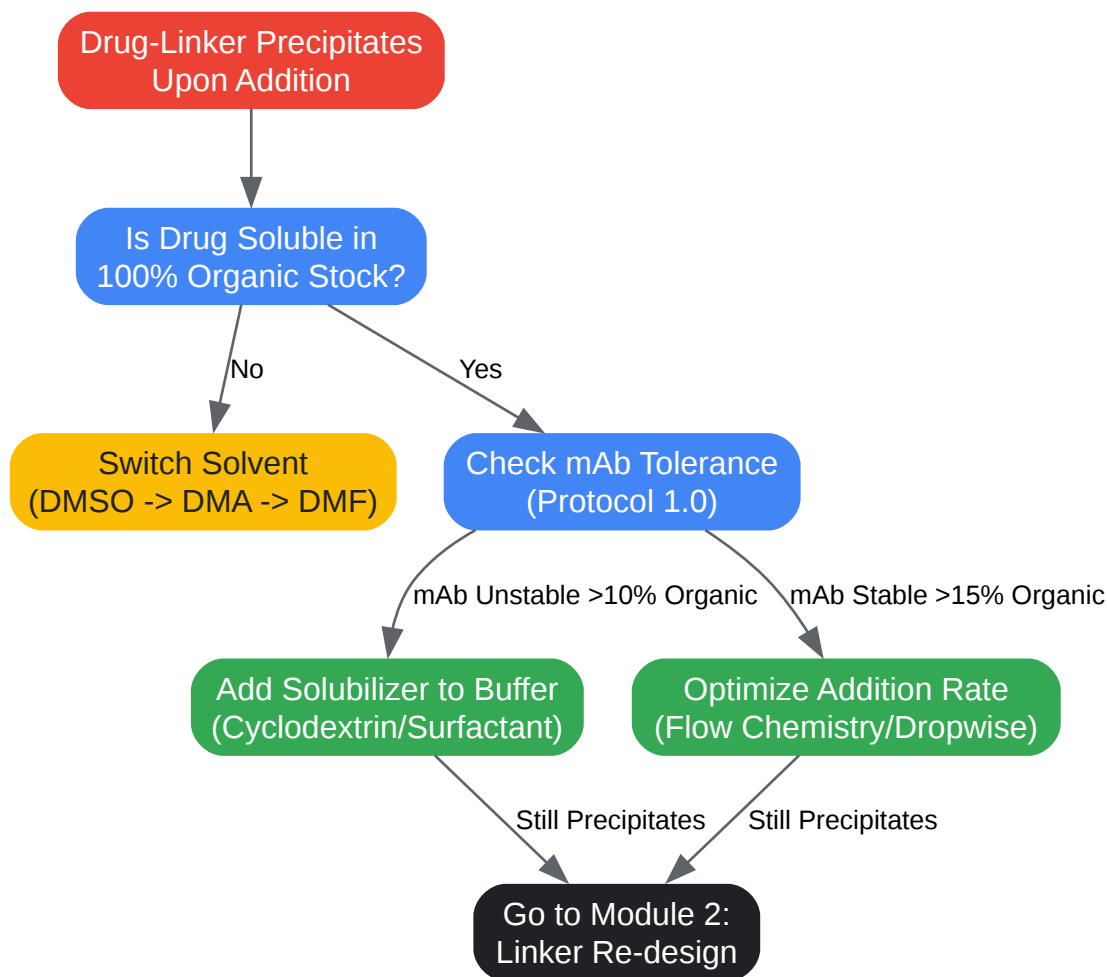 Drug-Linker Precipitates
Upon Addition
Is Drug Soluble in
100% Organic Stock?
No
Yes
Switch Solvent
(DMSO -> DMA -> DMF)
Check mAb Tolerance
(Protocol 1.0)
mAb Unstable >10% Organic
mAb Stable >15% Organic
Add Solubilizer to Buffer
(Cyclodextrin/Surfactant)
Optimize Addition Rate
(Flow Chemistry/Dropwise)
Still Precipitates
Still Precipitates
Go to Module 2:
Linker Re-design